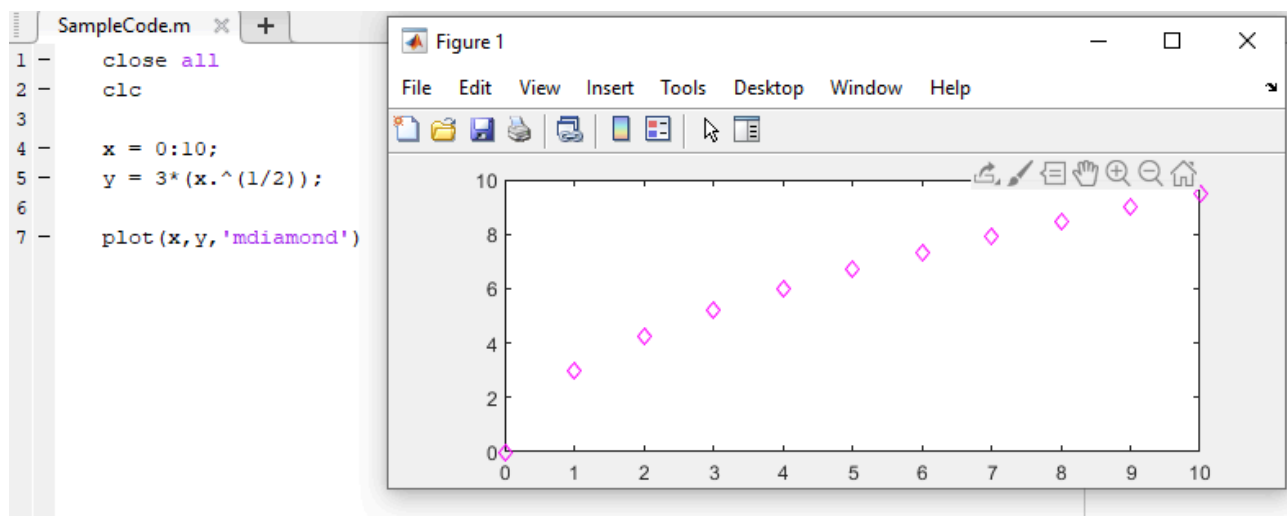 SampleCode.m
1 close all
2 clc
3
4 x = 0:10;
5 y = 3*(x.^(1/2));
6
7 plot(x,y,'mdiamond')
Figure 1
File Edit View Insert Tools Desktop Window Help
10
8
6
4
2
0
0 1 2 3 4 5 6 7 8 9 10